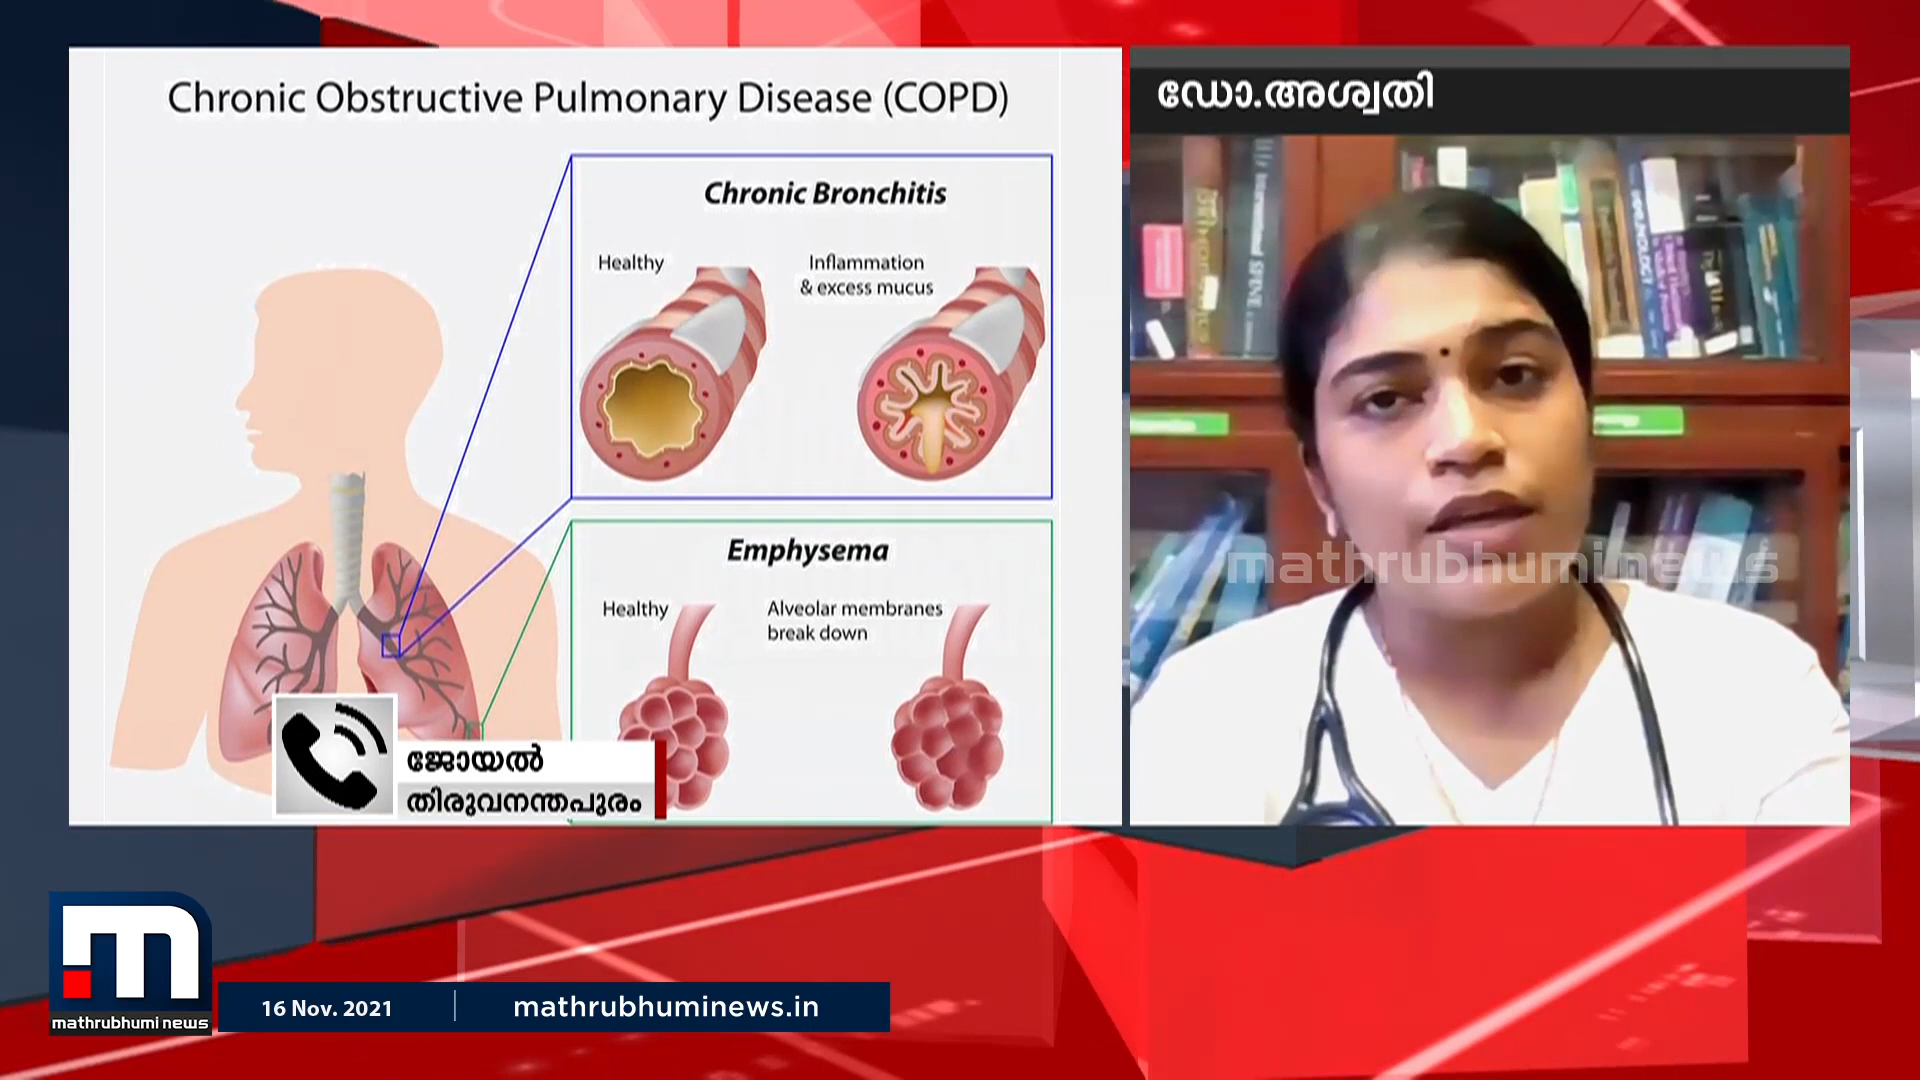 Chronic Obstructive Pulmonary Disease (COPD)
Chronic Bronchitis
Healthy
Inflammation
& excess mucus
Emphysema
Healthy
Alveolar membranes
break down
ജോയൽ
തിരുവനന്തപുരം
ഡോ.അശ്വതി
mathrubhuminews
mathrubhumi news
16 Nov. 2021
mathrubhuminews.in